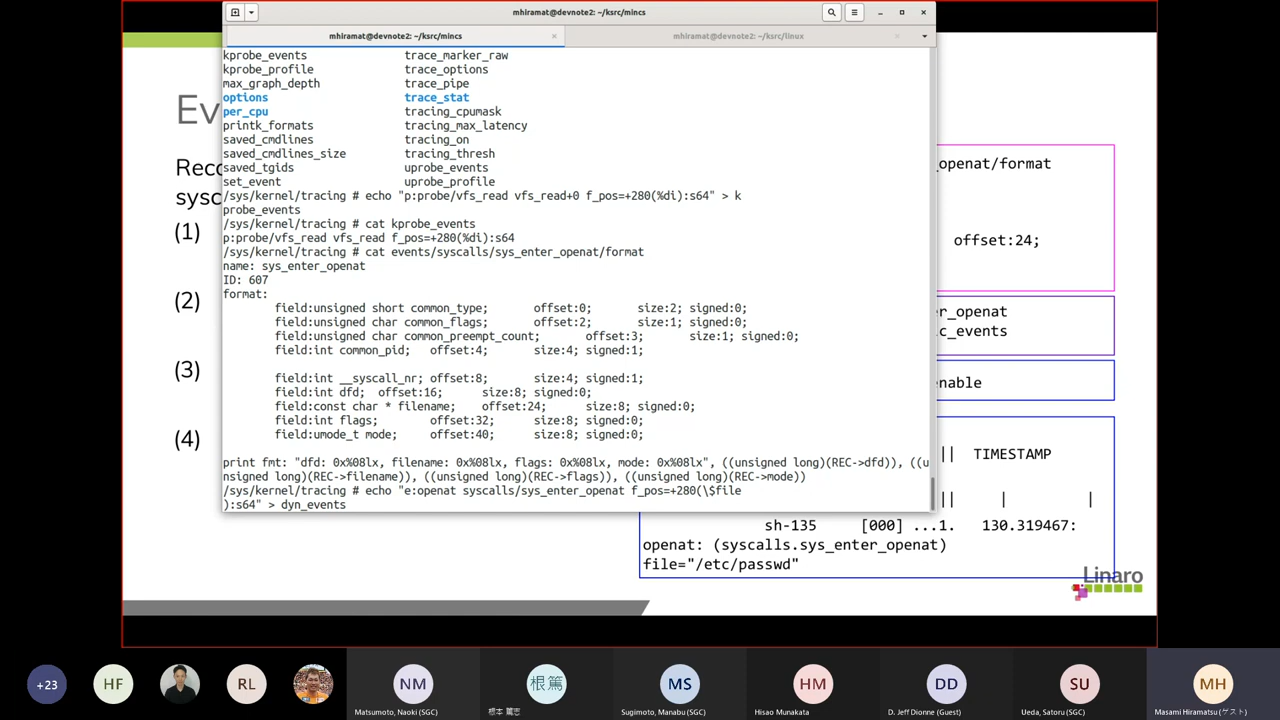 mhiramat@devnote2: ~/ksrc/mincs
mhiramat@devnote2: ~/ksrc/mincs
mhiramat@devnote2: ~/ksrc/linux
kprobe_events trace_marker_raw
kprobe_profile trace_options
max_graph_depth trace_pipe
options trace_stat
per_cpu tracing_cpumask
printk_formats tracing_max_latency
saved_cmdlines tracing_on
saved_cmdlines_size tracing_thresh
saved_tgids uprobe_events
set_event uprobe_profile
/sys/kernel/tracing # echo "p:probe/vfs_read vfs_read+0 f_pos=+280(%di):s64" > k
probe_events
/sys/kernel/tracing # cat kprobe_events
p:probe/vfs_read vfs_read f_pos=+280(%di):s64
/sys/kernel/tracing # cat events/syscalls/sys_enter_openat/format
name: sys_enter_openat
ID: 607
format:
field:unsigned short common_type; offset:0; size:2; signed:0;
field:unsigned char common_flags; offset:2; size:1; signed:0;
field:unsigned char common_preempt_count; offset:3; size:1; signed:0;
field:int common_pid; offset:4; size:4; signed:1;
field:int __syscall_nr; offset:8; size:4; signed:1;
field:int dfd; offset:16; size:8; signed:0;
field:const char * filename; offset:24; size:8; signed:0;
field:int flags; offset:32; size:8; signed:0;
field:umode_t mode; offset:40; size:8; signed:0;
print fmt: "dfd: 0x%08lx, filename: 0x%08lx, flags: 0x%08lx, mode: 0x%08lx", ((unsigned long)(REC->dfd)), ((u
nsigned long)(REC->filename)), ((unsigned long)(REC->flags)), ((unsigned long)(REC->mode))
/sys/kernel/tracing # echo "e:openat syscalls/sys_enter_openat f_pos=+280(\$file
):s64" > dyn_events
Ev
Reco
sysc
(1)
(2)
(3)
(4)
_openat/format
offset:24;
er_openat
ic_events
enable
|| TIMESTAMP
|| | |
sh-135 [000] ...1. 130.319467:
openat: (syscalls.sys_enter_openat)
file="/etc/passwd"
Linaro
+23
HF
RL
NM
Matsumoto, Naoki (SGC)
根篤
根本 篤志
MS
Sugimoto, Manabu (SGC)
HM
Hisao Munakata
DD
D. Jeff Dionne (Guest)
SU
Ueda, Satoru (SGC)
MH
Masami Hiramatsu (ゲスト)